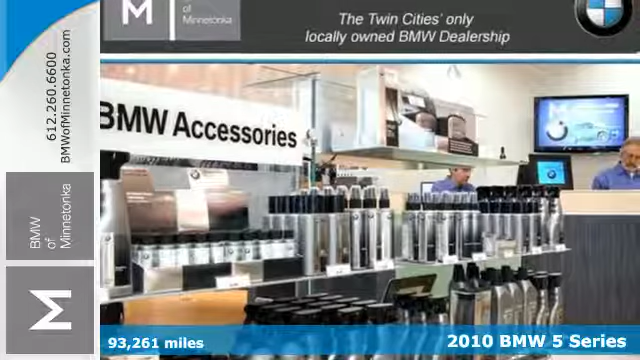 of
Minnetonka
The Twin Cities' only
locally owned BMW Dealership
BMW
612.260.6600
BMWofMinnetonka.com
BMW Accessories
BMW
of
Minnetonka
M
93,261 miles
2010 BMW 5 Series